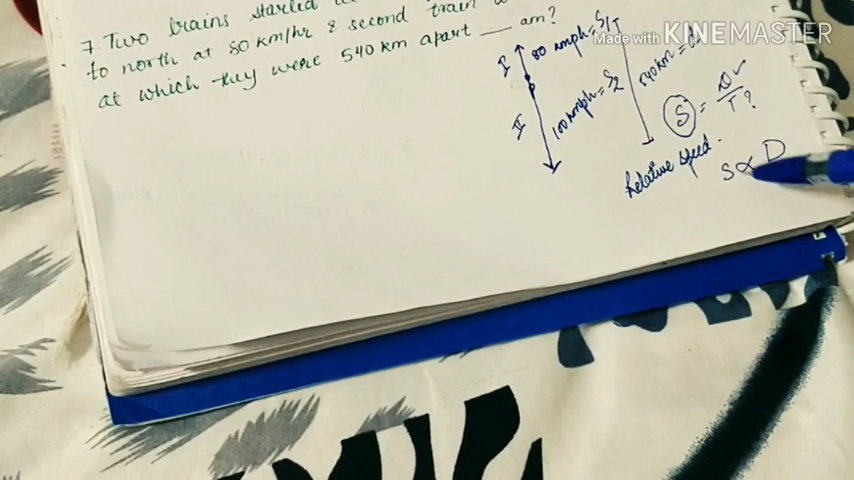 7. Two trains started
to north at 80 km/hr & second train
at which they were 540 km apart __ am?
I
80 kmph = S1
II
100 kmph = S2
540 km = d
S = D/T ?
Relative speed.
S ∝ D
Made with KINEMASTER